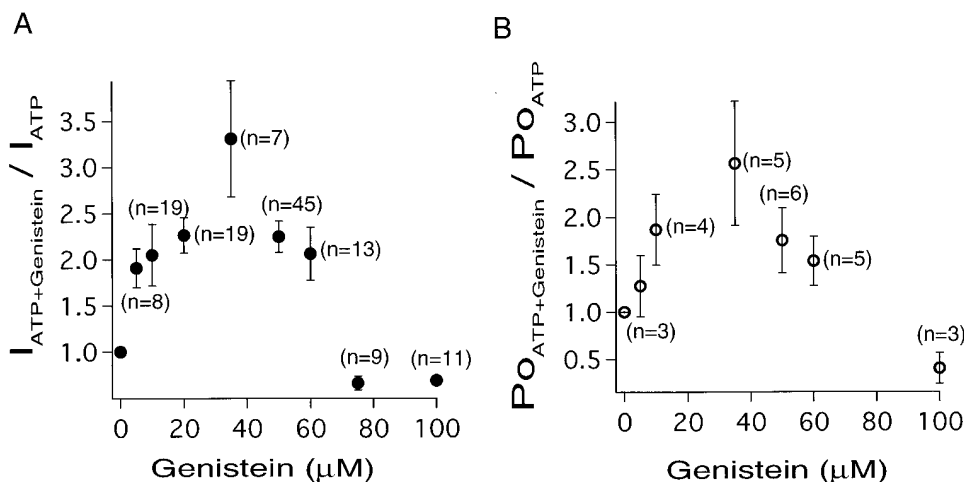 A
I_ATP+Genistein / I_ATP
3.5
3.0
2.5
2.0
1.5
1.0
(n=7)
(n=19)
(n=45)
(n=19)
(n=13)
(n=8)
(n=9)
(n=11)
0 20 40 60 80 100
Genistein (μM)
B
Po_ATP+Genistein / Po_ATP
3.0
2.5
2.0
1.5
1.0
0.5
(n=5)
(n=6)
(n=4)
(n=5)
(n=3)
(n=3)
0 20 40 60 80 100
Genistein (μM)